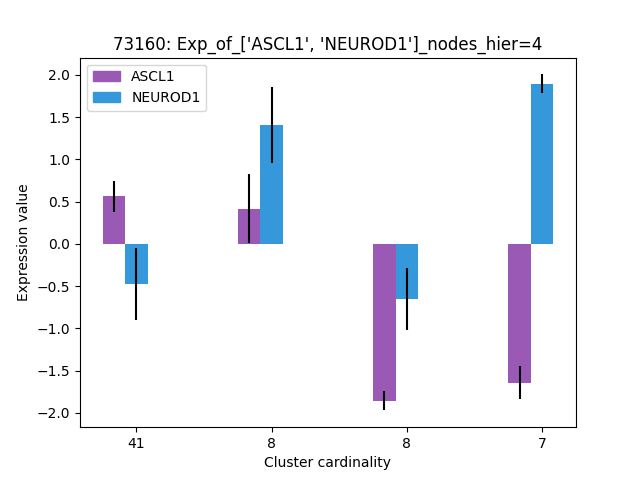 73160: Exp_of_['ASCL1', 'NEUROD1']_nodes_hier=4
ASCL1
NEUROD1
2.0
1.5
1.0
0.5
0.0
−0.5
−1.0
−1.5
−2.0
Expression value
41 8 8 7
Cluster cardinality